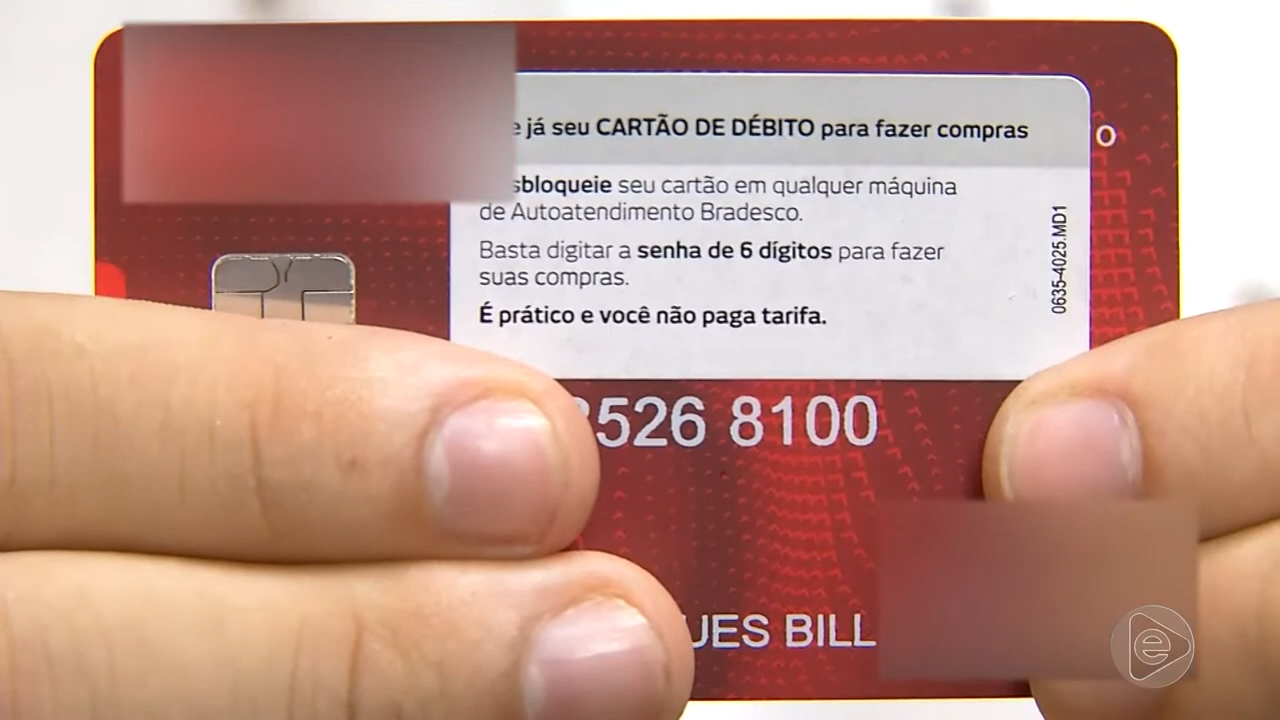 já seu CARTÃO DE DÉBITO para fazer compras
seu cartão em qualquer máquina
de Autoatendimento Bradesco.
Basta digitar a senha de 6 dígitos para fazer
suas compras.
É prático e você não paga tarifa.
0635-4025.MD1
O
526 8100
UES BILL
e